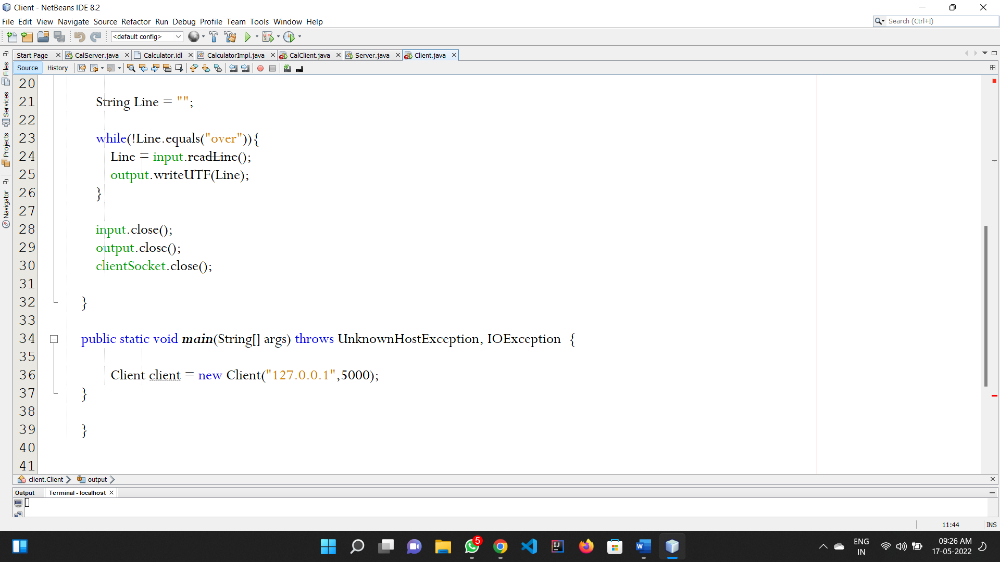 Client - NetBeans IDE 8.2
File Edit View Navigate Source Refactor Run Debug Profile Team Tools Window Help
Search (Ctrl+I)
<default config>
Start Page CalServer.java Calculator.idl CalculatorImpl.java CalClient.java Server.java Client.java
Source History
Files
Services
Projects
Navigator
20
21 String Line = "";
22
23 while(!Line.equals("over")){
24 Line = input.readLine();
25 output.writeUTF(Line);
26 }
27
28 input.close();
29 output.close();
30 clientSocket.close();
31
32 }
33
34 public static void main(String[] args) throws UnknownHostException, IOException {
35
36 Client client = new Client("127.0.0.1",5000);
37 }
38
39 }
40
41
client.Client output
Output Terminal - localhost
11:44 INS
5
ENG
IN
09:26 AM
17-05-2022